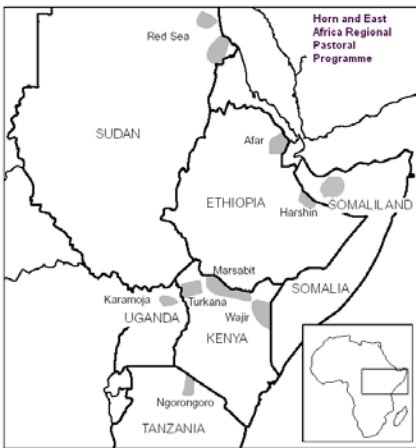 Horn and East
Africa Regional
Pastoral
Programme
Red Sea
SUDAN
Afar
ETHIOPIA
SOMALILAND
Harshin
Marsabit
SOMALIA
Karamoja
Turkana
UGANDA
Wajir
KENYA
Ngorongoro
TANZANIA